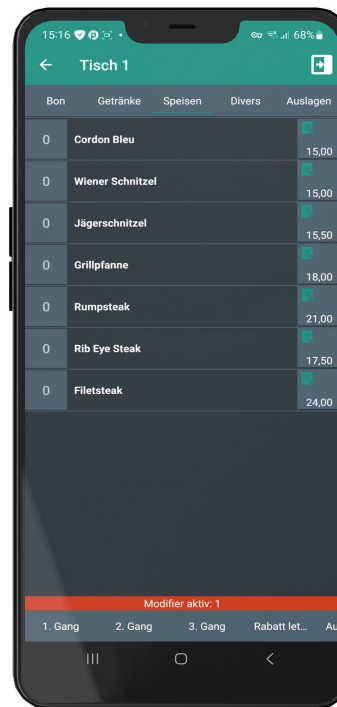 15:16 68%
Tisch 1
Bon Getränke Speisen Divers Auslagen
0 Cordon Bleu 15,00
0 Wiener Schnitzel 15,00
0 Jägerschnitzel 15,50
0 Grillpfanne 18,00
0 Rumpsteak 21,00
0 Rib Eye Steak 17,50
0 Filetsteak 24,00
Modifier aktiv: 1
1. Gang 2. Gang 3. Gang Rabatt let... Au